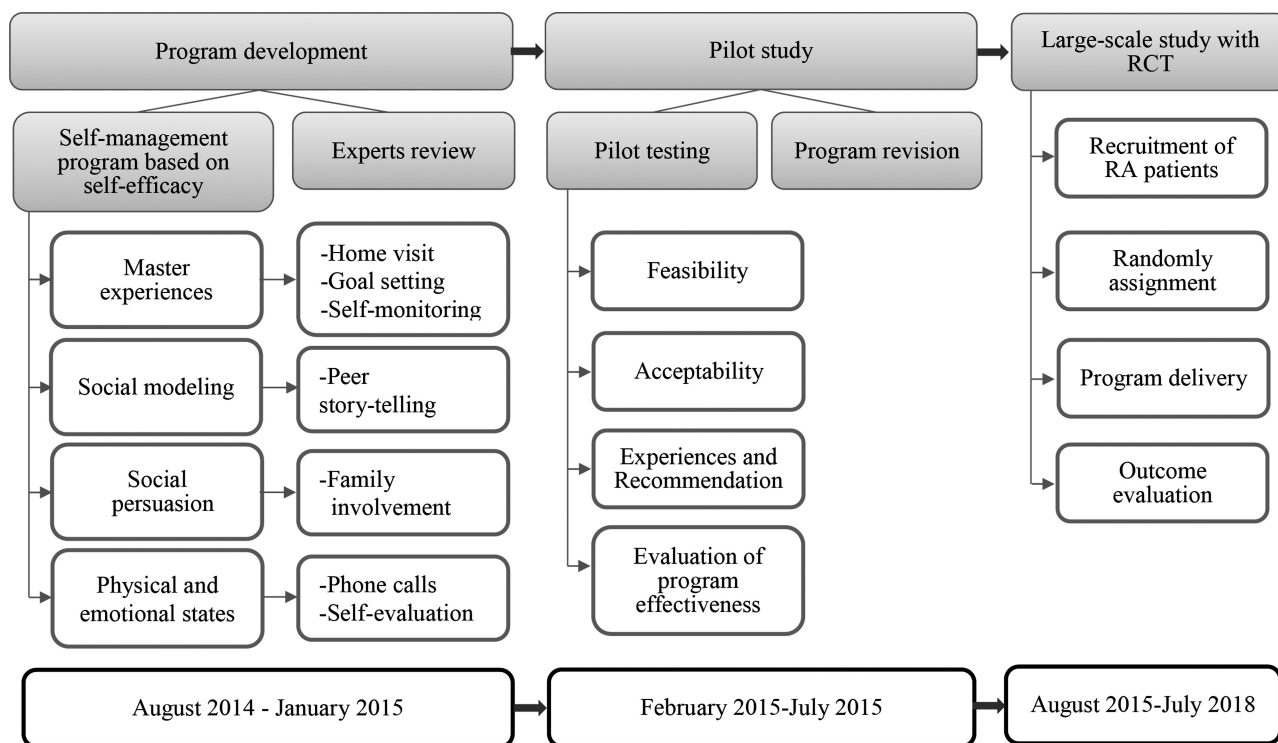 Program development
Pilot study
Large-scale study with
RCT
Self-management
program based on
self-efficacy
Experts review
Pilot testing
Program revision
Recruitment of
RA patients
Master
experiences
-Home visit
-Goal setting
-Self-monitoring
Feasibility
Randomly
assignment
Social modeling
-Peer
story-telling
Acceptability
Program delivery
Social
persuasion
-Family
involvement
Experiences and
Recommendation
Outcome
evaluation
Physical and
emotional states
-Phone calls
-Self-evaluation
Evaluation of
program
effectiveness
August 2014 - January 2015
February 2015-July 2015
August 2015-July 2018